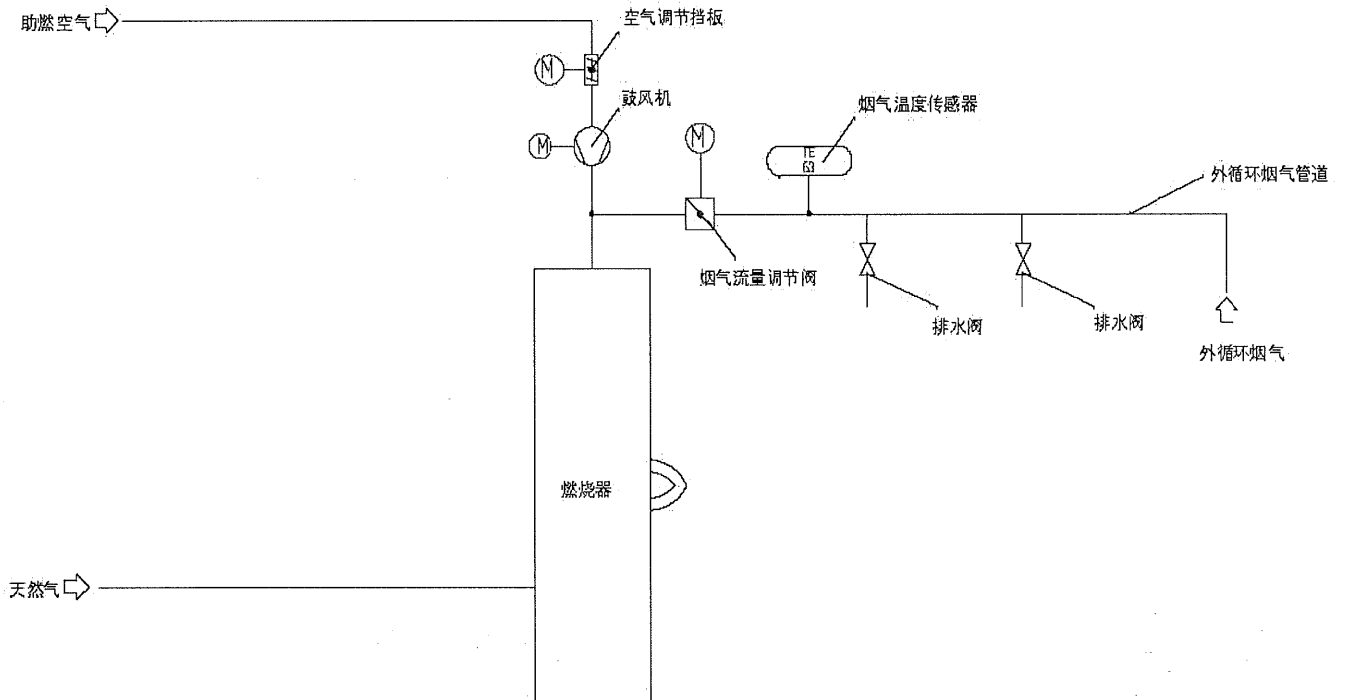 助燃空气
空气调节挡板
M
鼓风机
M
M
烟气温度传感器
TE
63
外循环烟气管道
烟气流量调节阀
排水阀
排水阀
外循环烟气
燃烧器
天然气